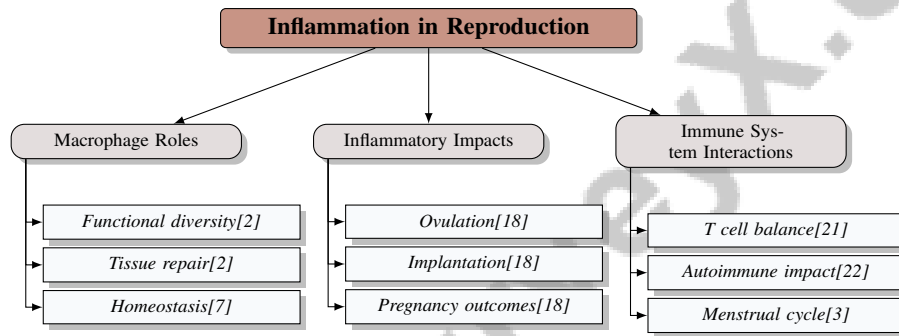 Inflammation in Reproduction
Macrophage Roles
Functional diversity[2]
Tissue repair[2]
Homeostasis[7]
Inflammatory Impacts
Ovulation[18]
Implantation[18]
Pregnancy outcomes[18]
Immune Sys-
tem Interactions
T cell balance[21]
Autoimmune impact[22]
Menstrual cycle[3]